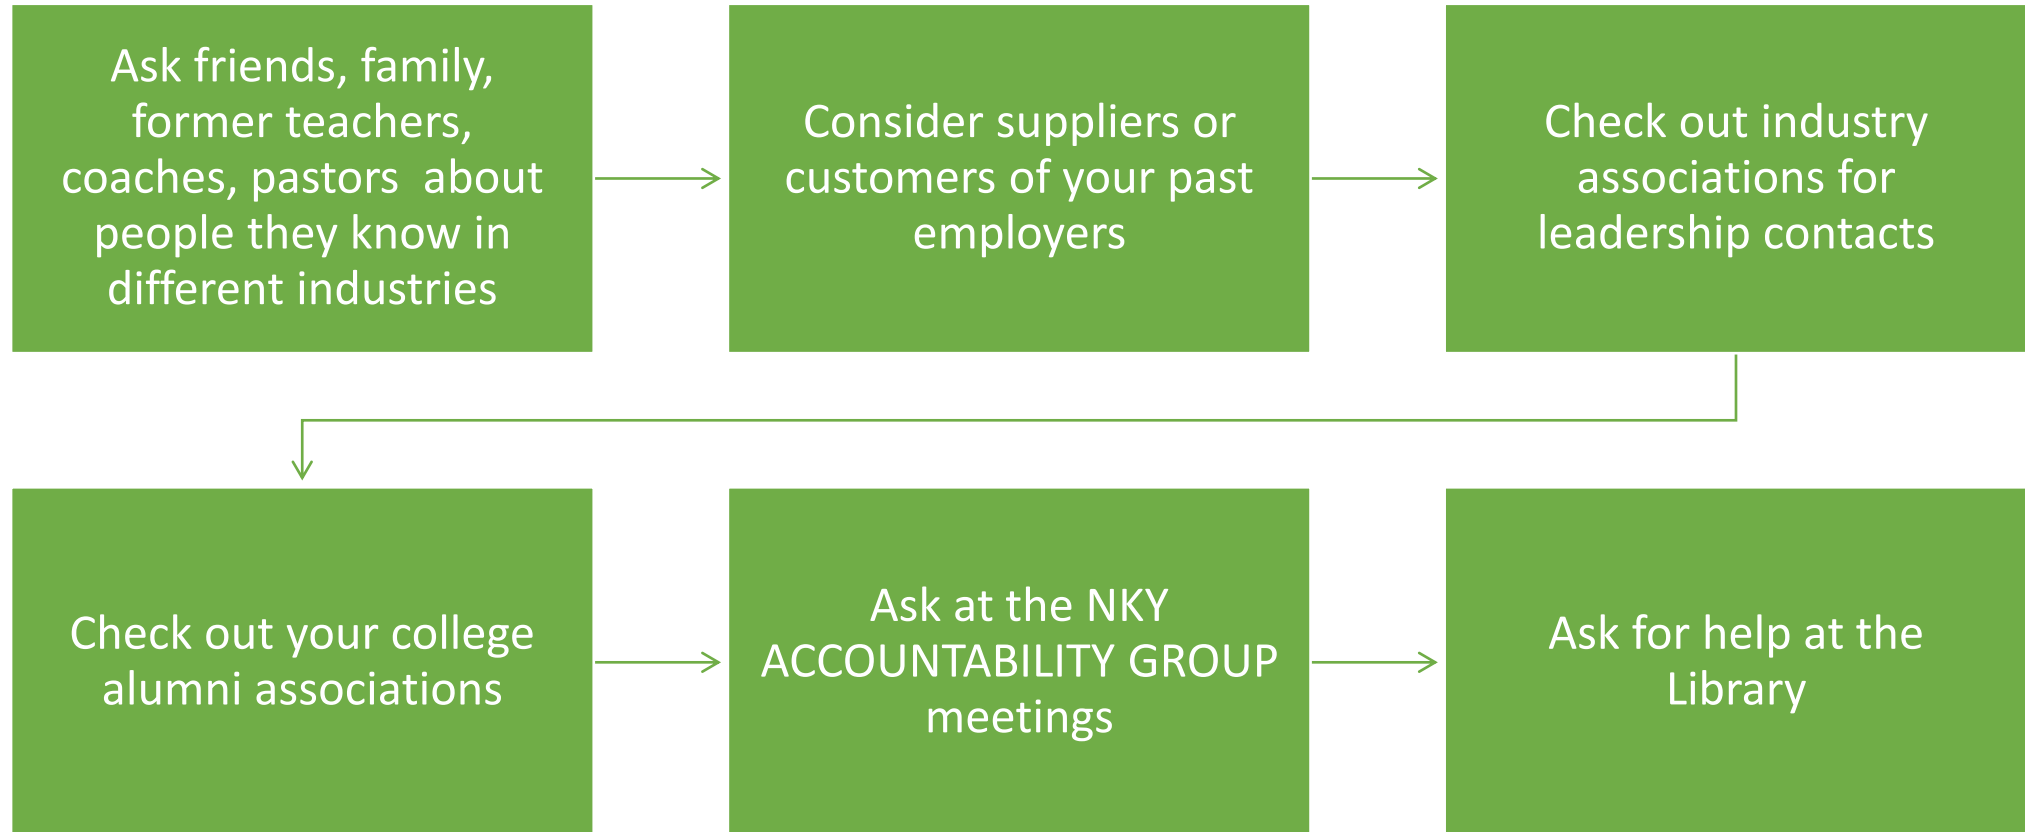 Ask friends, family,
former teachers,
coaches, pastors  about
people they know in
different industries
Consider suppliers or
customers of your past
employers
Check out industry
associations for
leadership contacts
Check out your college
alumni associations
Ask at the NKY
ACCOUNTABILITY GROUP
meetings
Ask for help at the
Library